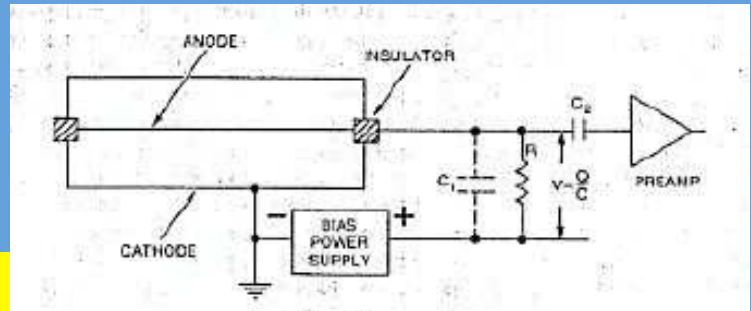 ANODE
INSULATOR
C2
R
C1
V=Q/C
PREAMP
CATHODE
− BIAS +
POWER
SUPPLY